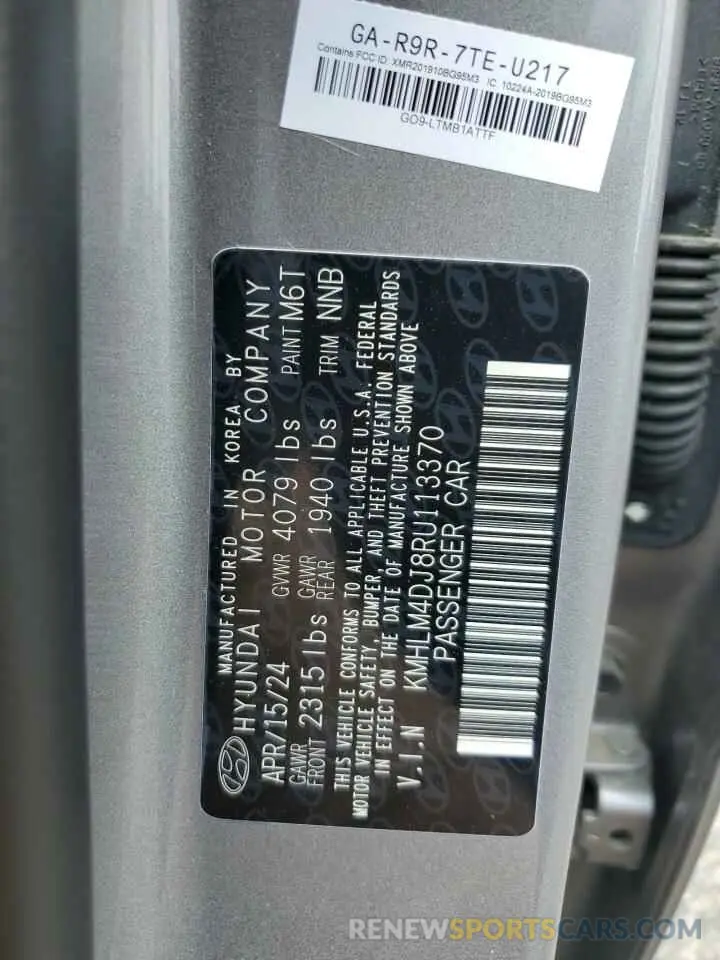 GA-R9R-7TE-U217
Contains FCC ID: XMR201910BG95M3 IC: 10224A-2019BG95M3
GO9-LTMB1ATTF
MANUFACTURED IN KOREA BY
HYUNDAI MOTOR COMPANY
APR/15/24 GVWR 4079 lbs PAINT M6T
GAWR FRONT 2315 lbs GAWR REAR 1940 lbs TRIM NNB
THIS VEHICLE CONFORMS TO ALL APPLICABLE U.S.A. FEDERAL
MOTOR VEHICLE SAFETY, BUMPER, AND THEFT PREVENTION STANDARDS
IN EFFECT ON THE DATE OF MANUFACTURE SHOWN ABOVE
V.I.N KMHLM4DJ8RU113370
PASSENGER CAR
RENEWSPORTSCARS.COM